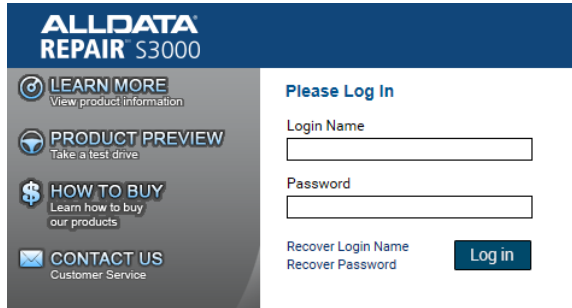 ALLDATA
REPAIR™ S3000
LEARN MORE
View product information
PRODUCT PREVIEW
Take a test drive
HOW TO BUY
Learn how to buy
our products
CONTACT US
Customer Service
Please Log In
Login Name
Password
Recover Login Name
Recover Password
Log in